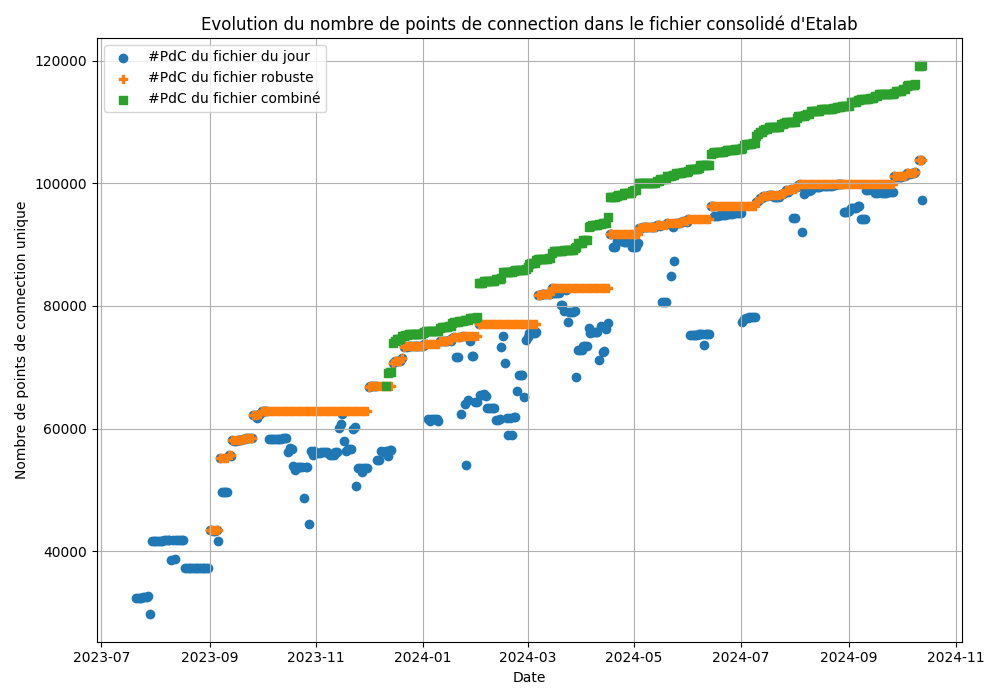 Evolution du nombre de points de connection dans le fichier consolidé d'Etalab
#PdC du fichier du jour
#PdC du fichier robuste
#PdC du fichier combiné
Nombre de points de connection unique
120000
100000
80000
60000
40000
2023-07
2023-09
2023-11
2024-01
2024-03
2024-05
2024-07
2024-09
2024-11
Date